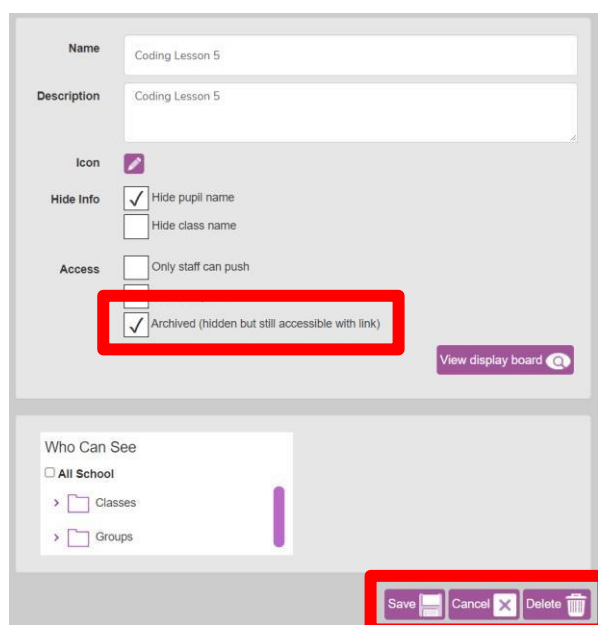 Name
Coding Lesson 5
Description
Coding Lesson 5
Icon
Hide Info
Hide pupil name
Hide class name
Access
Only staff can push
Archived (hidden but still accessible with link)
View display board
Who Can See
All School
Classes
Groups
Save Cancel Delete